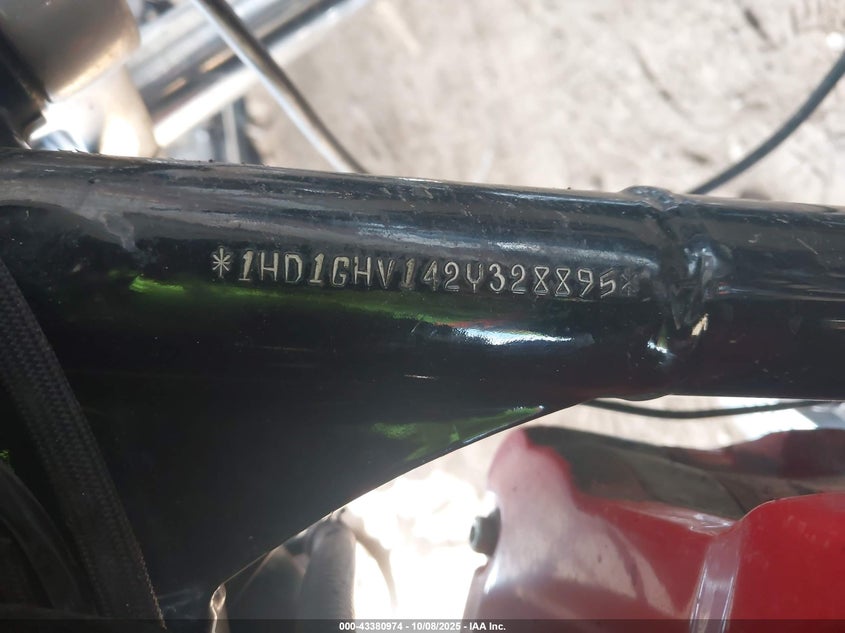 *1HD1GHV142Y328895*
000-43380974 | 10/08/2025 | IAA Inc.